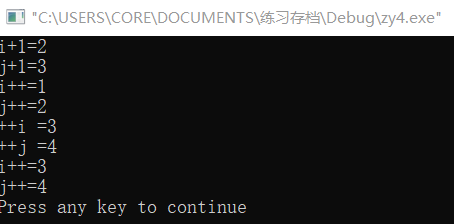 "C:\USERS\CORE\DOCUMENTS\练习存档\Debug\zy4.exe"
i+1=2
j+1=3
i++=1
j++=2
++i =3
++j =4
i++=3
j++=4
Press any key to continue